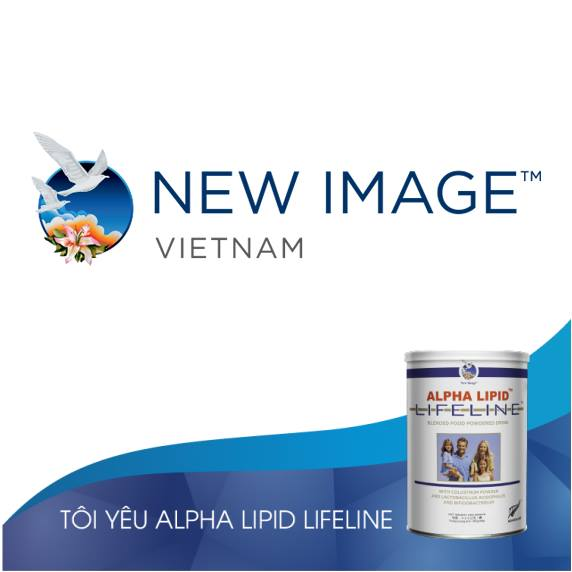 NEW IMAGE™
VIETNAM
New Image®
ALPHA LIPID™
LIFELINE™
BLENDED FOOD POWDERED DRINK
WITH COLOSTRUM POWDER
AND LACTOBACILLUS ACIDOPHILUS
AND BIFIDOBACTERIUM
TÔI YÊU ALPHA LIPID LIFELINE